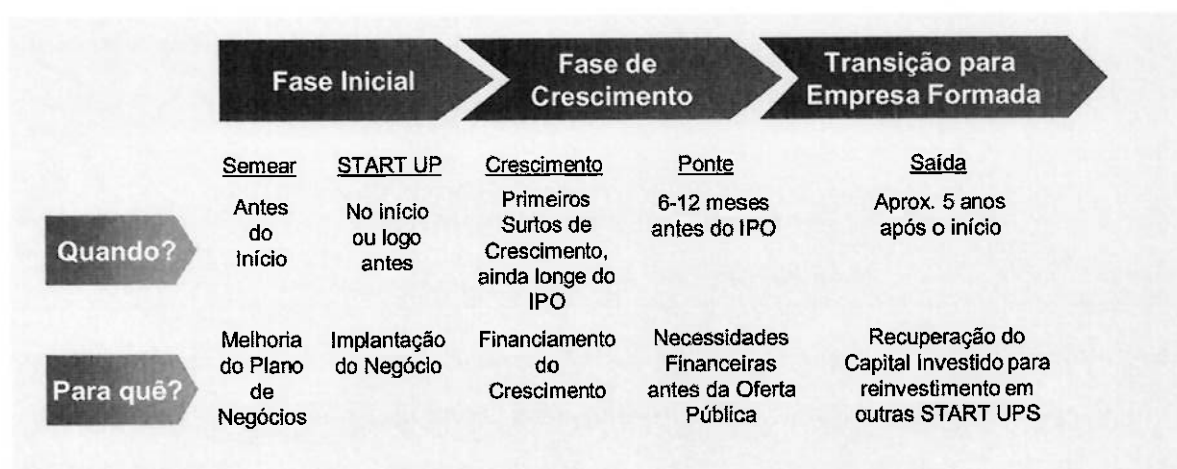 Fase Inicial
Fase de
Crescimento
Transição para
Empresa Formada
Semear
START UP
Crescimento
Ponte
Saída
Quando?
Antes
do
Início
No início
ou logo
antes
Primeiros
Surtos de
Crescimento,
ainda longe do
IPO
6-12 meses
antes do IPO
Aprox. 5 anos
após o início
Para quê?
Melhoria
do Plano
de
Negócios
Implantação
do Negócio
Financiamento
do
Crescimento
Necessidades
Financeiras
antes da Oferta
Pública
Recuperação do
Capital Investido para
reinvestimento em
outras START UPS